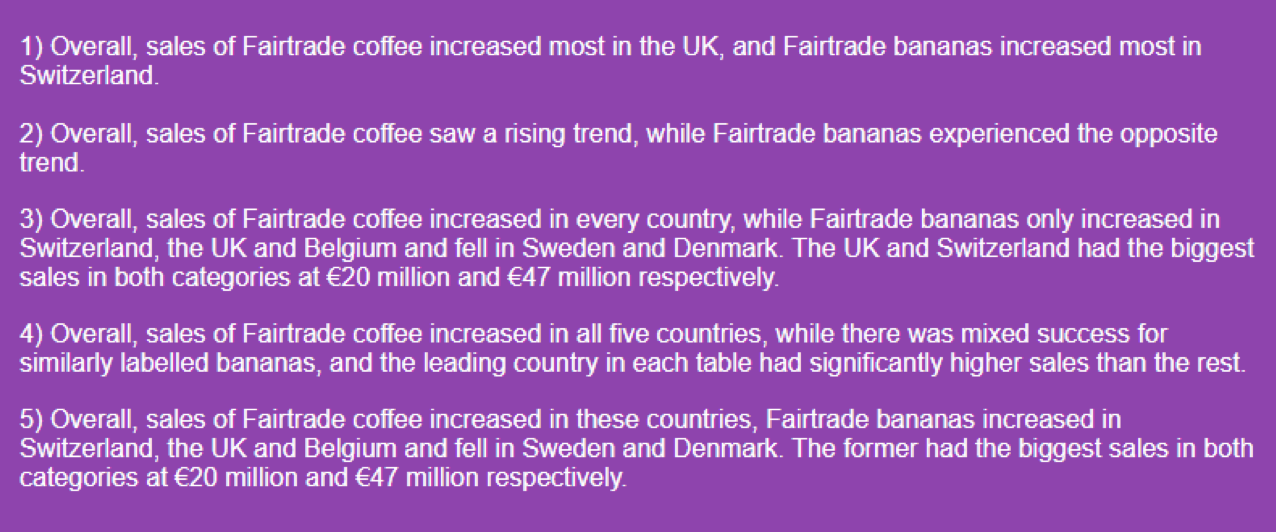 1) Overall, sales of Fairtrade coffee increased most in the UK, and Fairtrade bananas increased most in
Switzerland.
2) Overall, sales of Fairtrade coffee saw a rising trend, while Fairtrade bananas experienced the opposite
trend.
3) Overall, sales of Fairtrade coffee increased in every country, while Fairtrade bananas only increased in
Switzerland, the UK and Belgium and fell in Sweden and Denmark. The UK and Switzerland had the biggest
sales in both categories at €20 million and €47 million respectively.
4) Overall, sales of Fairtrade coffee increased in all five countries, while there was mixed success for
similarly labelled bananas, and the leading country in each table had significantly higher sales than the rest.
5) Overall, sales of Fairtrade coffee increased in these countries, Fairtrade bananas increased in
Switzerland, the UK and Belgium and fell in Sweden and Denmark. The former had the biggest sales in both
categories at €20 million and €47 million respectively.